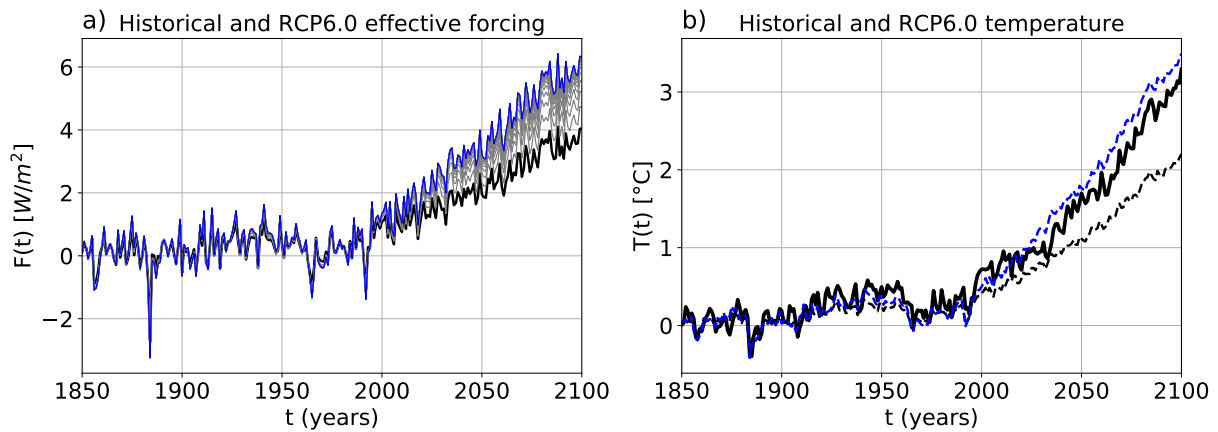 a) Historical and RCP6.0 effective forcing
F(t) [W/m²]
6
4
2
0
−2
1850 1900 1950 2000 2050 2100
t (years)
b) Historical and RCP6.0 temperature
T(t) [°C]
3
2
1
0
1850 1900 1950 2000 2050 2100
t (years)